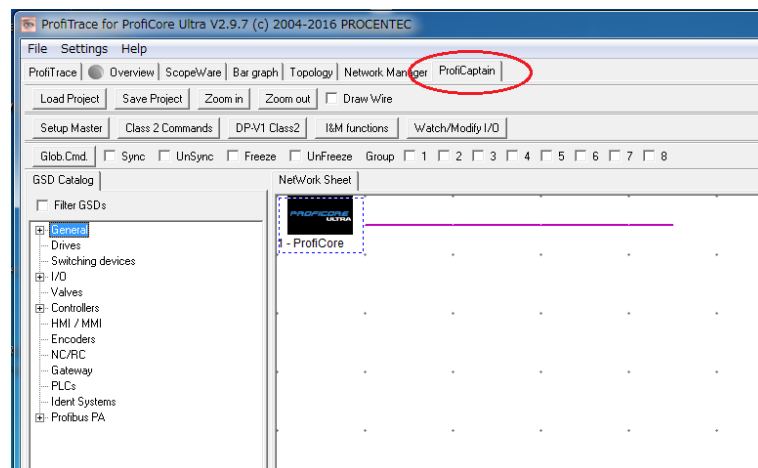 ProfiTrace for ProfiCore Ultra V2.9.7 (c) 2004-2016 PROCENTEC
File Settings Help
ProfiTrace Overview ScopeWare Bar graph Topology Network Manager ProfiCaptain
Load Project Save Project Zoom in Zoom out Draw Wire
Setup Master Class 2 Commands DP-V1 Class2 I&M functions Watch/Modify I/O
Glob.Cmd. Sync UnSync Freeze UnFreeze Group 1 2 3 4 5 6 7 8
GSD Catalog NetWork Sheet
Filter GSDs
PROFICORE
ULTRA
1 - ProfiCore
General
Drives
Switching devices
I/O
Valves
Controllers
HMI / MMI
Encoders
NC/RC
Gateway
PLCs
Ident Systems
Profibus PA